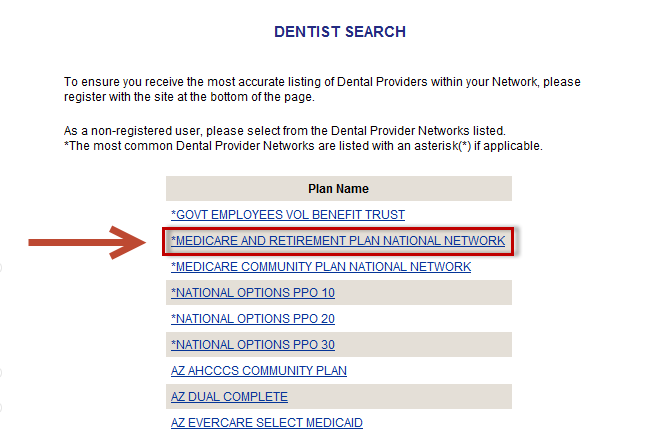 DENTIST SEARCH
To ensure you receive the most accurate listing of Dental Providers within your Network, please
register with the site at the bottom of the page.
As a non-registered user, please select from the Dental Provider Networks listed.
*The most common Dental Provider Networks are listed with an asterisk(*) if applicable.
Plan Name
*GOVT EMPLOYEES VOL BENEFIT TRUST
*MEDICARE AND RETIREMENT PLAN NATIONAL NETWORK
*MEDICARE COMMUNITY PLAN NATIONAL NETWORK
*NATIONAL OPTIONS PPO 10
*NATIONAL OPTIONS PPO 20
*NATIONAL OPTIONS PPO 30
AZ AHCCCS COMMUNITY PLAN
AZ DUAL COMPLETE
AZ EVERCARE SELECT MEDICAID